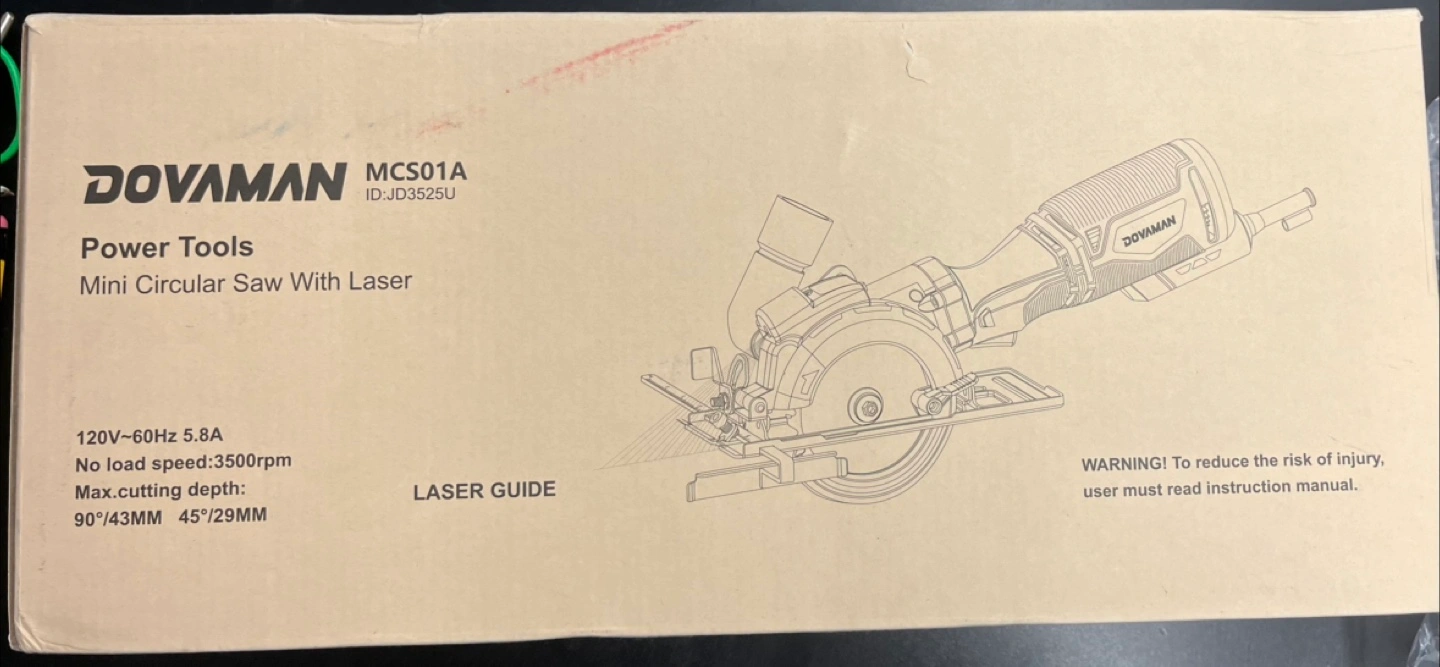 DOVAMAN MCS01A
ID:JD3525U
Power Tools
Mini Circular Saw With Laser
DOVAMAN
120V~60Hz 5.8A
No load speed:3500rpm
Max.cutting depth:
90°/43MM 45°/29MM
LASER GUIDE
WARNING! To reduce the risk of injury,
user must read instruction manual.